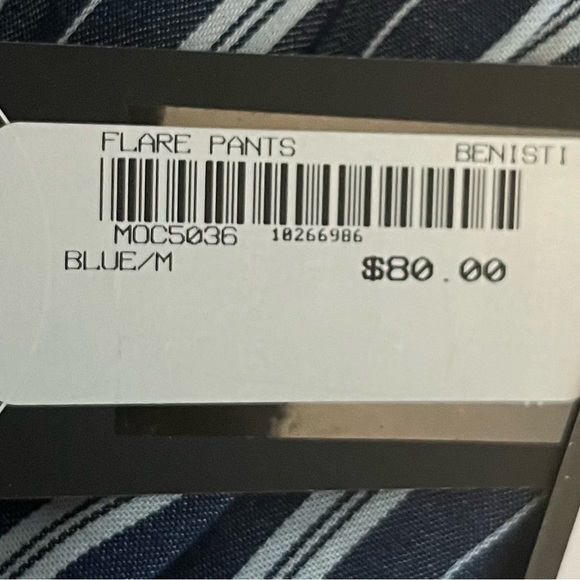 FLARE PANTS BENISTI
MOC5036 10266986
BLUE/M $80.00